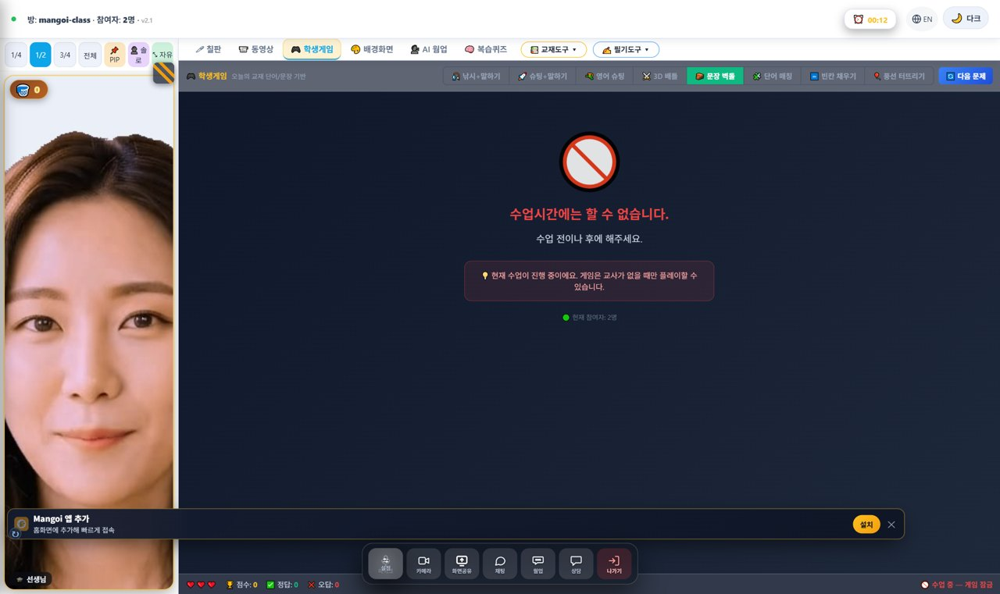 방: mangoi-class · 참여자: 2명 · v2.1
00:12
EN
다크
1/4
1/2
3/4
전체
PIP
솔로
자유
칠판
동영상
학생게임
배경화면
AI 웜업
복습퀴즈
교재도구 ▼
필기도구 ▼
0
학생게임
오늘의 교재 단어/문장 기반
낚시+말하기
슈팅+말하기
영어 슈팅
3D 배틀
문장 벽돌
단어 매칭
빈칸 채우기
풍선 터뜨리기
다음 문제
수업시간에는 할 수 없습니다.
수업 전이나 후에 해주세요.
현재 수업이 진행 중이에요. 게임은 교사가 없을 때만 플레이할 수
있습니다.
현재 참여자: 2명
Mangoi 앱 추가
홈화면에 추가해 빠르게 접속
설치
카메라
화면공유
채팅
웜업
상담
나가기
선생님
점수: 0
정답: 0
오답: 0
수업 중 — 게임 잠금